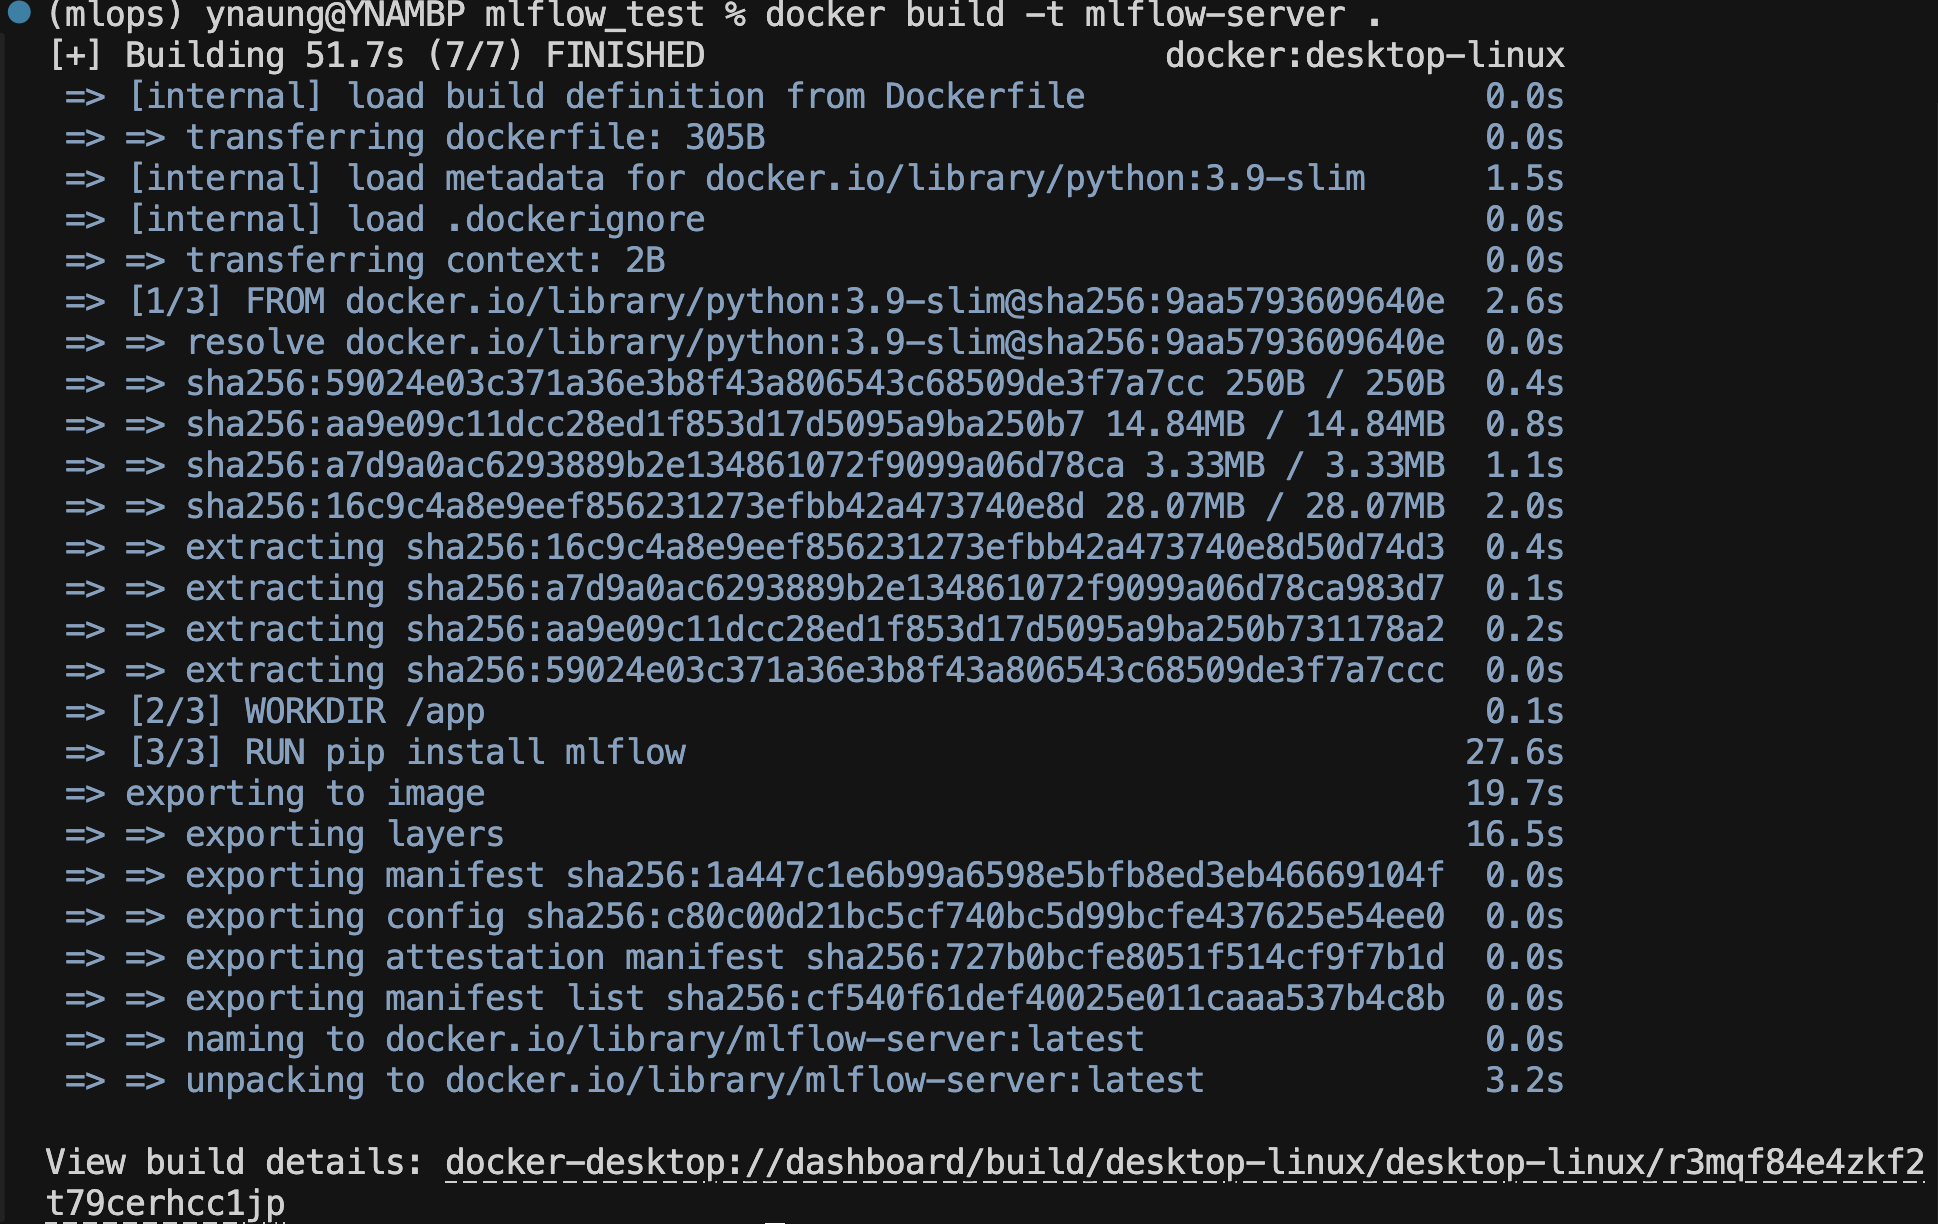 (mlops) ynaung@YNAMBP mlflow_test % docker build -t mlflow-server .
[+] Building 51.7s (7/7) FINISHED docker:desktop-linux
=> [internal] load build definition from Dockerfile 0.0s
=> => transferring dockerfile: 305B 0.0s
=> [internal] load metadata for docker.io/library/python:3.9-slim 1.5s
=> [internal] load .dockerignore 0.0s
=> => transferring context: 2B 0.0s
=> [1/3] FROM docker.io/library/python:3.9-slim@sha256:9aa5793609640e 2.6s
=> => resolve docker.io/library/python:3.9-slim@sha256:9aa5793609640e 0.0s
=> => sha256:59024e03c371a36e3b8f43a806543c68509de3f7a7cc 250B / 250B 0.4s
=> => sha256:aa9e09c11dcc28ed1f853d17d5095a9ba250b7 14.84MB / 14.84MB 0.8s
=> => sha256:a7d9a0ac6293889b2e134861072f9099a06d78ca 3.33MB / 3.33MB 1.1s
=> => sha256:16c9c4a8e9eef856231273efbb42a473740e8d 28.07MB / 28.07MB 2.0s
=> => extracting sha256:16c9c4a8e9eef856231273efbb42a473740e8d50d74d3 0.4s
=> => extracting sha256:a7d9a0ac6293889b2e134861072f9099a06d78ca983d7 0.1s
=> => extracting sha256:aa9e09c11dcc28ed1f853d17d5095a9ba250b731178a2 0.2s
=> => extracting sha256:59024e03c371a36e3b8f43a806543c68509de3f7a7ccc 0.0s
=> [2/3] WORKDIR /app 0.1s
=> [3/3] RUN pip install mlflow 27.6s
=> exporting to image 19.7s
=> => exporting layers 16.5s
=> => exporting manifest sha256:1a447c1e6b99a6598e5bfb8ed3eb46669104f 0.0s
=> => exporting config sha256:c80c00d21bc5cf740bc5d99bcfe437625e54ee0 0.0s
=> => exporting attestation manifest sha256:727b0bcfe8051f514cf9f7b1d 0.0s
=> => exporting manifest list sha256:cf540f61def40025e011caaa537b4c8b 0.0s
=> => naming to docker.io/library/mlflow-server:latest 0.0s
=> => unpacking to docker.io/library/mlflow-server:latest 3.2s
View build details: docker-desktop://dashboard/build/desktop-linux/desktop-linux/r3mqf84e4zkf2
t79cerhcc1jp